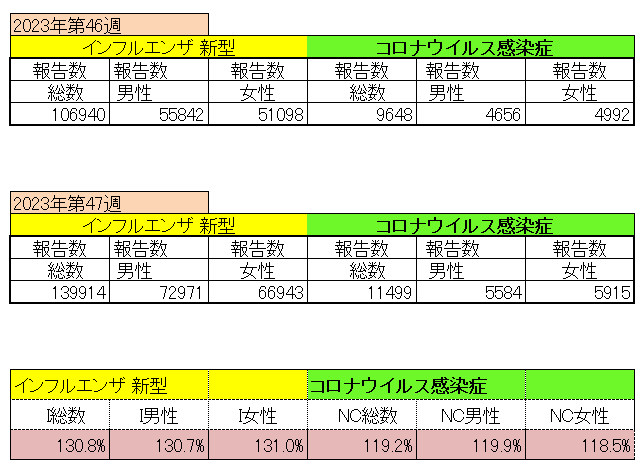 2023年第46週
インフルエンザ 新型 コロナウイルス感染症
報告数 報告数 報告数 報告数 報告数 報告数
総数 男性 女性 総数 男性 女性
106940 55842 51098 9648 4656 4992
2023年第47週
インフルエンザ 新型 コロナウイルス感染症
報告数 報告数 報告数 報告数 報告数 報告数
総数 男性 女性 総数 男性 女性
139914 72971 66943 11499 5584 5915
インフルエンザ 新型 コロナウイルス感染症
I総数 I男性 I女性 NC総数 NC男性 NC女性
130.8% 130.7% 131.0% 119.2% 119.9% 118.5%